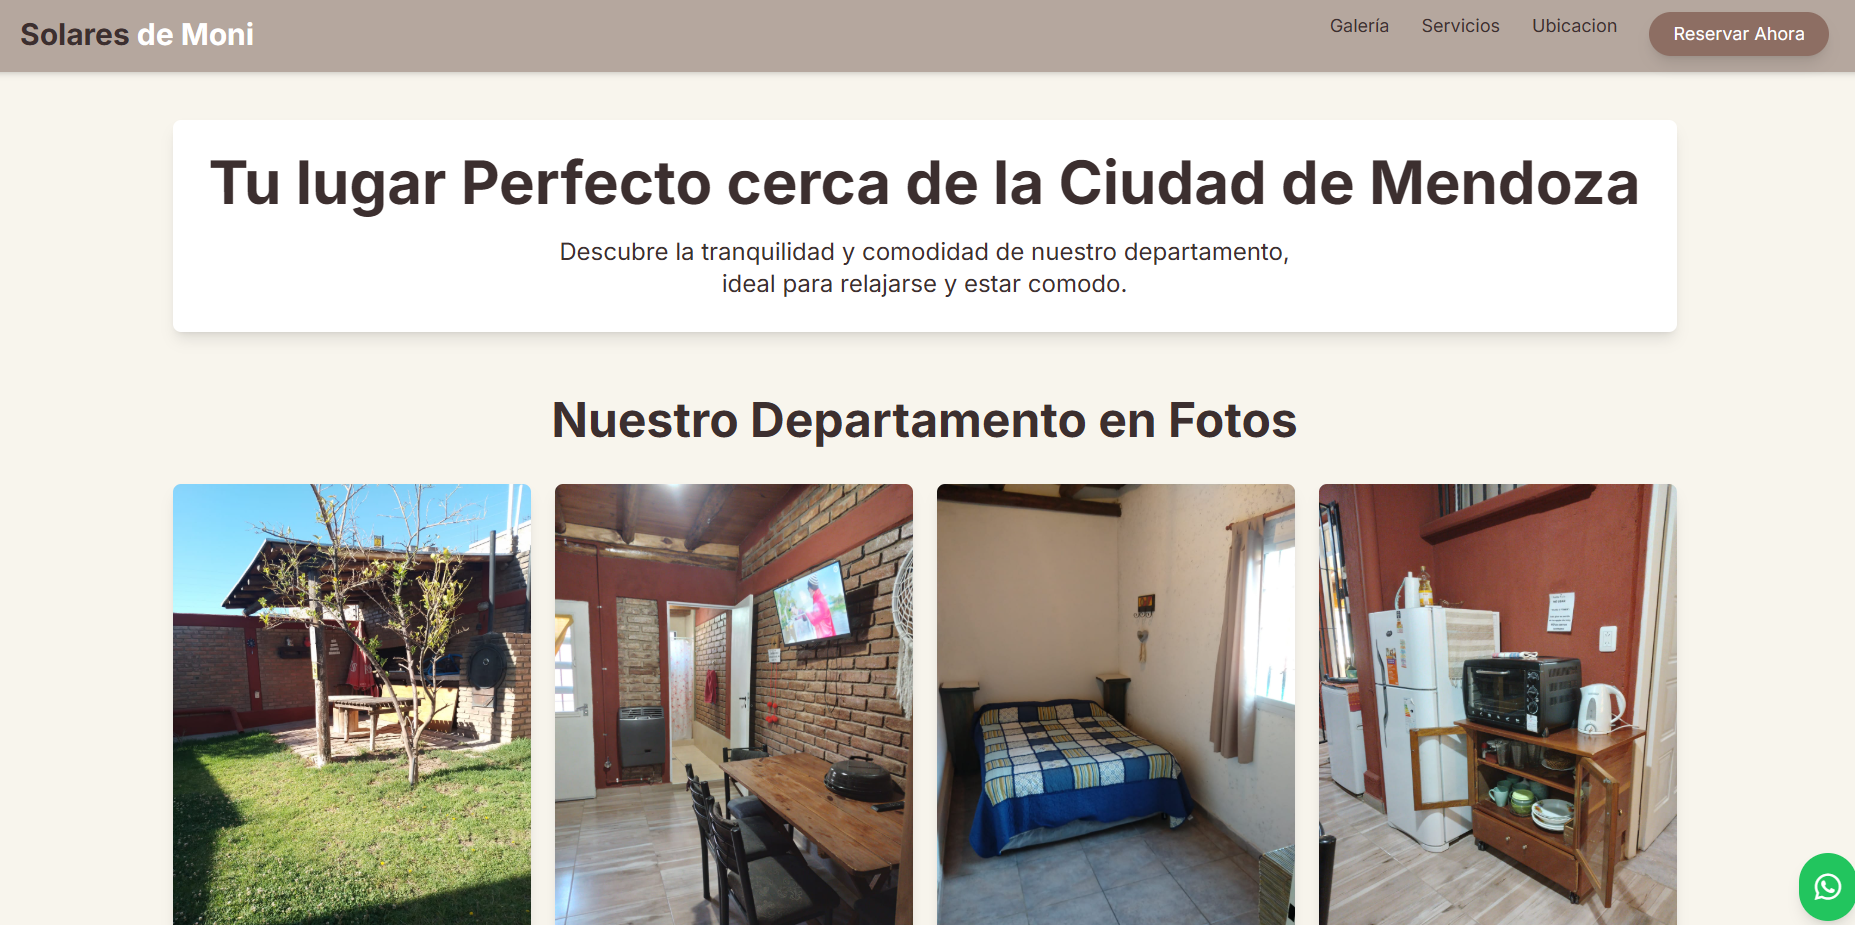 Solares de Moni
Galería
Servicios
Ubicacion
Reservar Ahora
Tu lugar Perfecto cerca de la Ciudad de Mendoza
Descubre la tranquilidad y comodidad de nuestro departamento,
ideal para relajarse y estar comodo.
Nuestro Departamento en Fotos